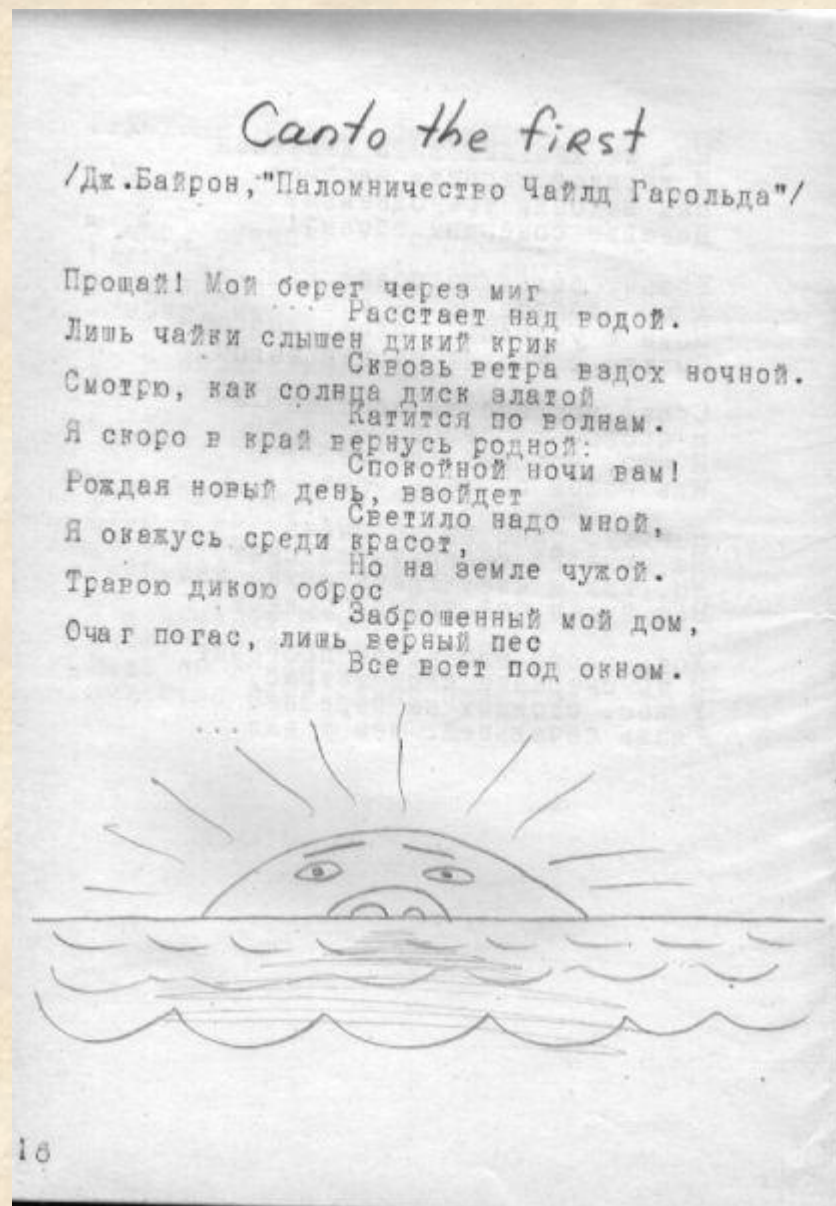 Canto the first
/Дж.Байрон,"Паломничество Чайлд Гарольда"/
Прощай! Мой берег через миг
Расстает над водой.
Лишь чайки слышен дикий крик
Сквозь ветра вздох ночной.
Смотрю, как солнца диск златой
Катится по волнам.
Я скоро в край вернусь родной:
Спокойной ночи вам!
Рождая новый день, взойдет
Светило надо мной,
Я окажусь среди красот,
Но на земле чужой.
Травою дикою оброс
Заброшенный мой дом,
Очаг погас, лишь верный пес
Все воет под окном.